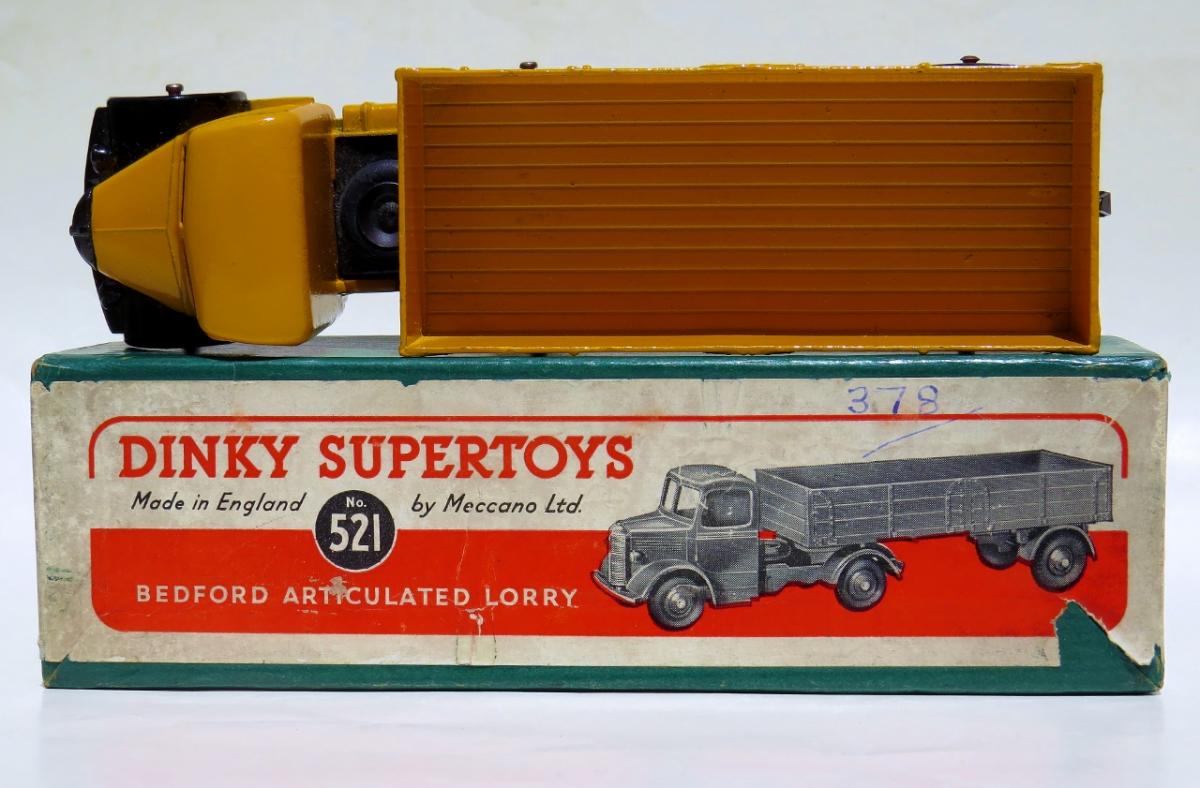 378
DINKY SUPERTOYS
Made in England No. 521 by Meccano Ltd.
BEDFORD ARTICULATED LORRY